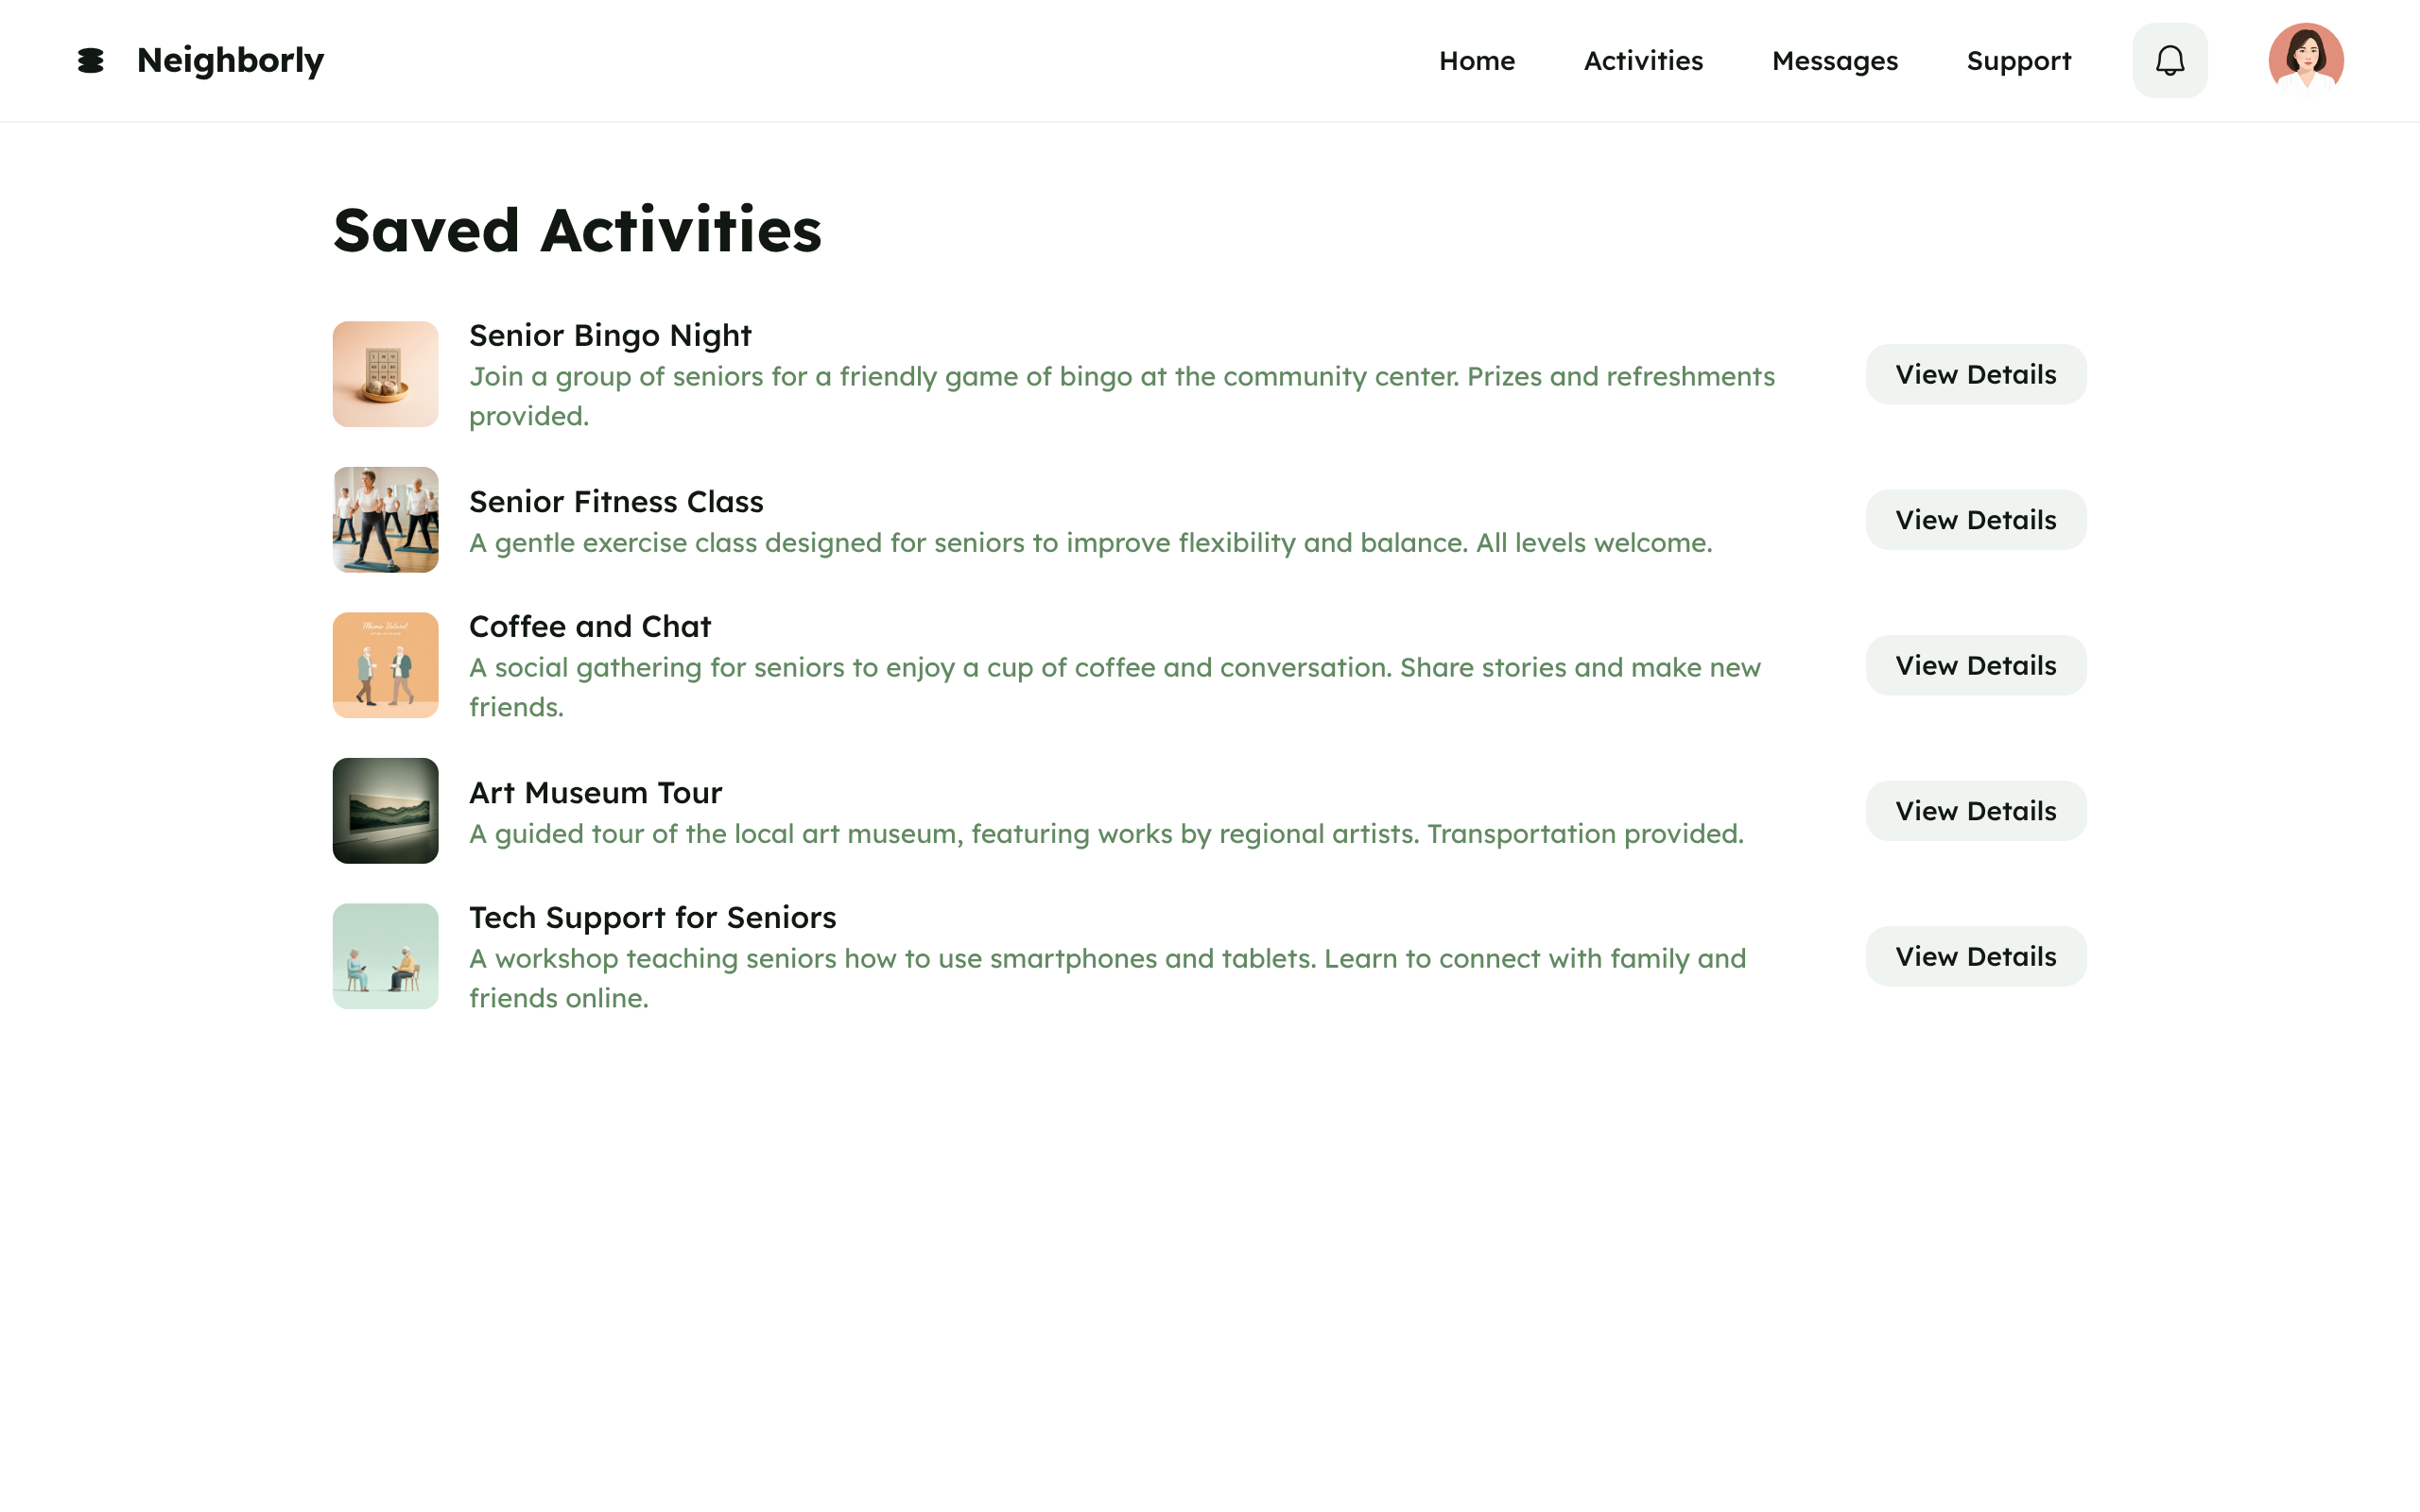 Neighborly
Home
Activities
Messages
Support
Saved Activities
Senior Bingo Night
Join a group of seniors for a friendly game of bingo at the community center. Prizes and refreshments
provided.
View Details
Senior Fitness Class
A gentle exercise class designed for seniors to improve flexibility and balance. All levels welcome.
View Details
Coffee and Chat
A social gathering for seniors to enjoy a cup of coffee and conversation. Share stories and make new
friends.
View Details
Art Museum Tour
A guided tour of the local art museum, featuring works by regional artists. Transportation provided.
View Details
Tech Support for Seniors
A workshop teaching seniors how to use smartphones and tablets. Learn to connect with family and
friends online.
View Details